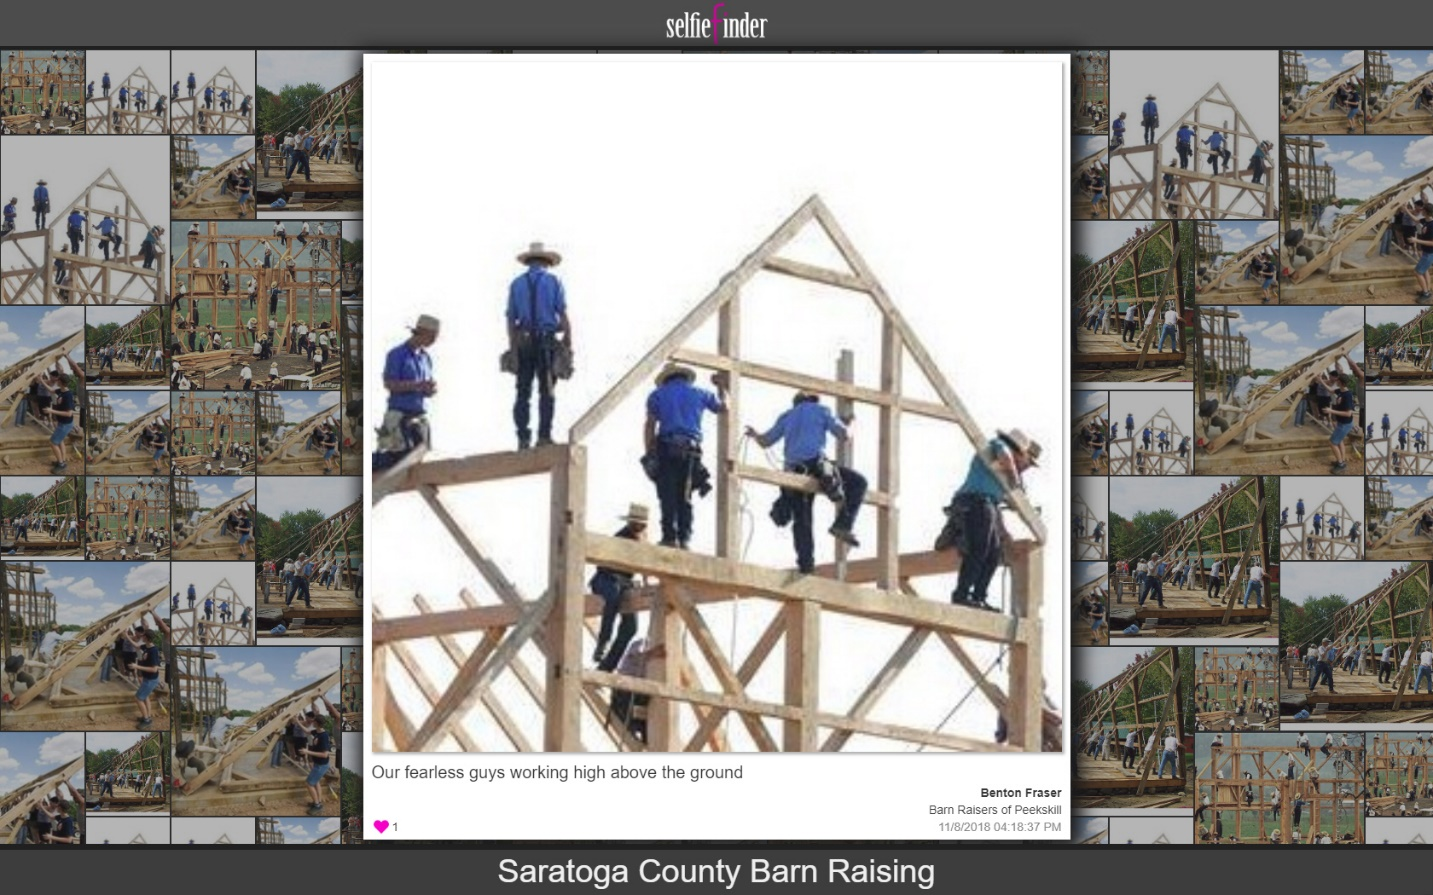 selfiefinder
Our fearless guys working high above the ground
Benton Fraser
Barn Raisers of Peekskill
1
11/8/2018 04:18:37 PM
Saratoga County Barn Raising